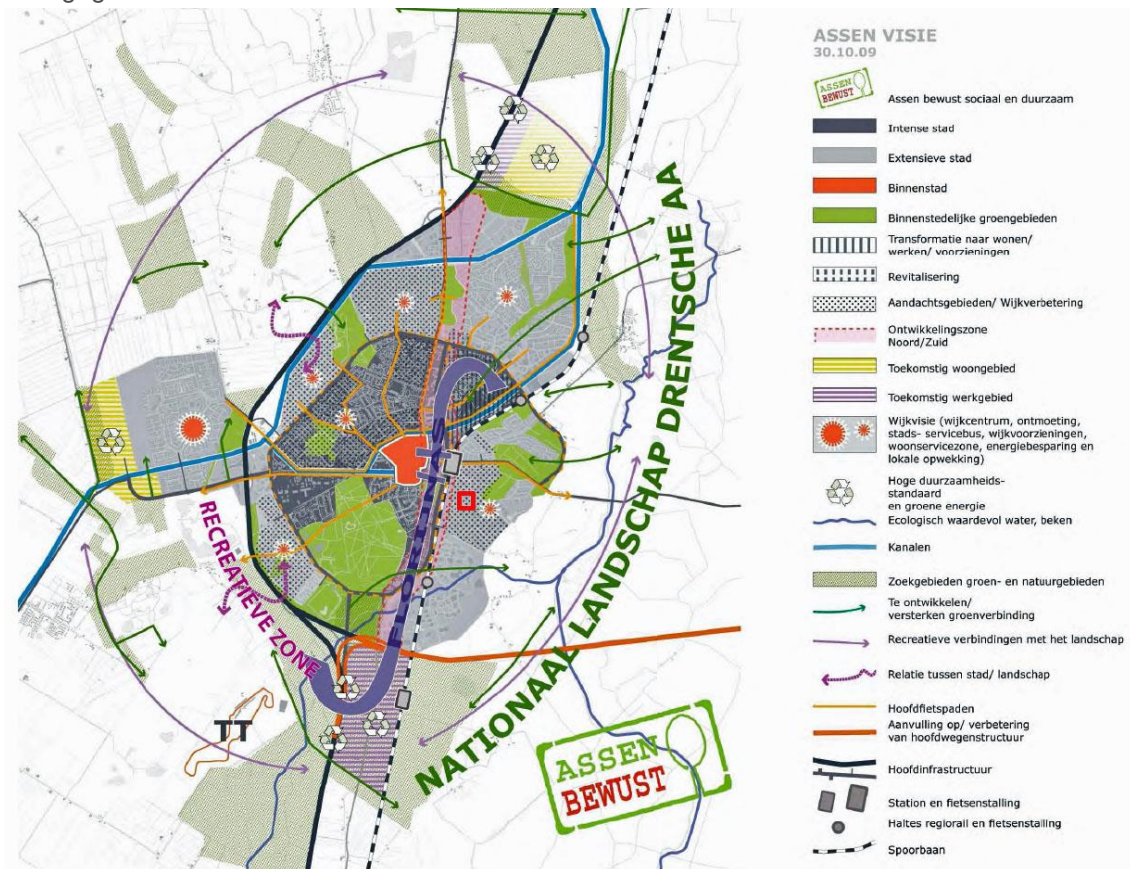 ASSEN VISIE
30.10.09
ASSEN
BEWUST
Assen bewust sociaal en duurzaam
Intense stad
Extensieve stad
Binnenstad
Binnenstedelijke groengebieden
Transformatie naar wonen/
werken/ voorzieningen
Revitalisering
Aandachtsgebieden/ Wijkverbetering
Ontwikkelingszone
Noord/Zuid
Toekomstig woongebied
Toekomstig werkgebied
Wijkvisie (wijkcentrum, ontmoeting,
stads- servicebus, wijkvoorzieningen,
woonservicezone, energiebesparing en
lokale opwekking)
Hoge duurzaamheids-
standaard
en groene energie
Ecologisch waardevol water, beken
Kanalen
Zoekgebieden groen- en natuurgebieden
Te ontwikkelen/
versterken groenverbinding
Recreatieve verbindingen met het landschap
Relatie tussen stad/ landschap
Hoofdfietspaden
Aanvulling op/ verbetering
van hoofdwegenstructuur
Hoofdinfrastructuur
Station en fietsenstalling
Haltes regiorail en fietsenstalling
Spoorbaan
NATIONAAL LANDSCHAP DRENTSCHE AA
RECREATIEVE ZONE
TT
ASSEN
BEWUST